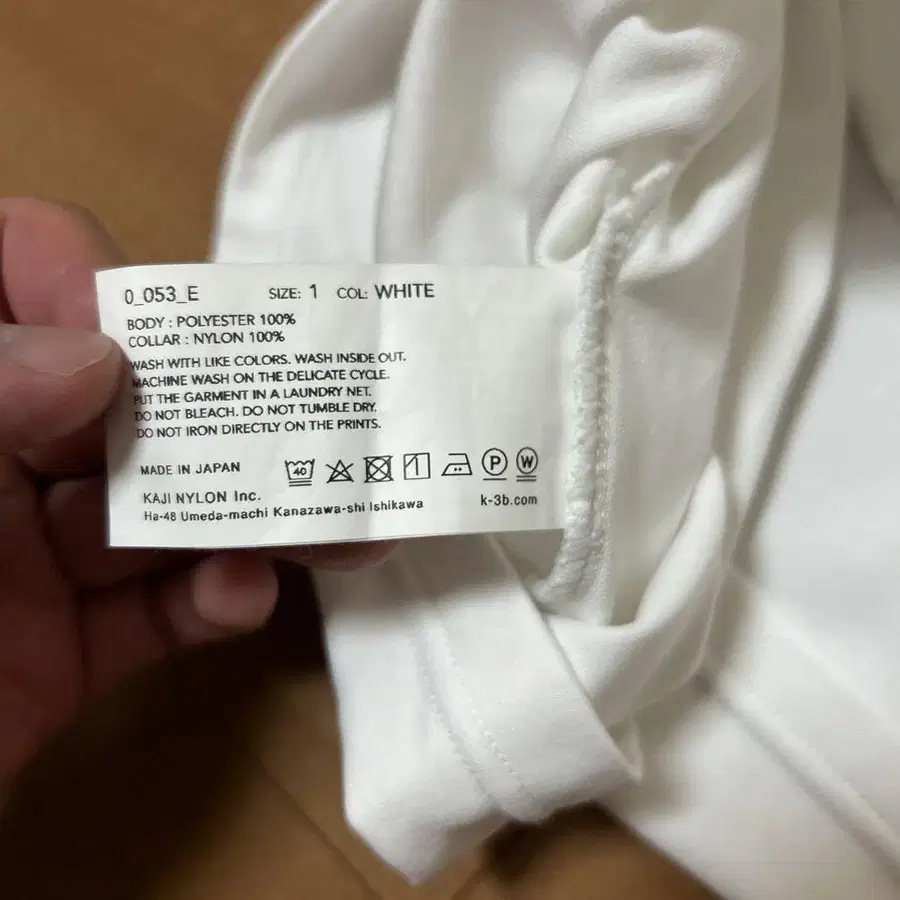 0_053_E SIZE: 1 COL: WHITE
BODY : POLYESTER 100%
COLLAR : NYLON 100%
WASH WITH LIKE COLORS. WASH INSIDE OUT.
MACHINE WASH ON THE DELICATE CYCLE.
PUT THE GARMENT IN A LAUNDRY NET.
DO NOT BLEACH. DO NOT TUMBLE DRY.
DO NOT IRON DIRECTLY ON THE PRINTS.
MADE IN JAPAN 40 P W
KAJI NYLON Inc. k-3b.com
Ha-48 Umeda-machi Kanazawa-shi Ishikawa